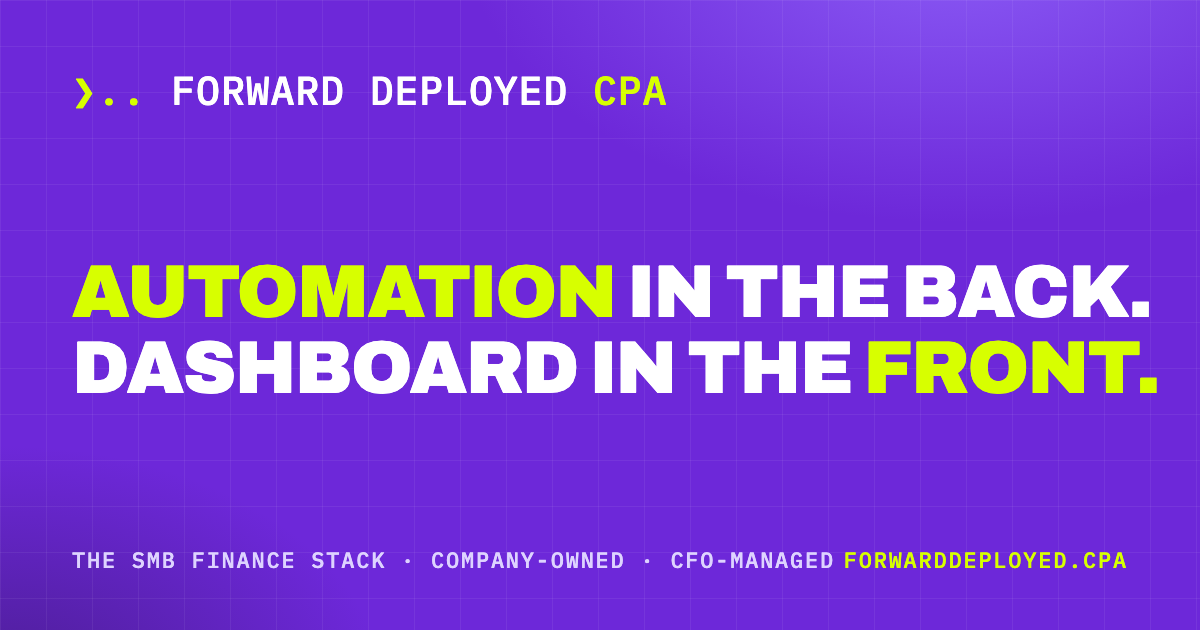 ❯.. FORWARD DEPLOYED CPA
AUTOMATION IN THE BACK.
DASHBOARD IN THE FRONT.
THE SMB FINANCE STACK · COMPANY-OWNED · CFO-MANAGED FORWARDDEPLOYED.CPA